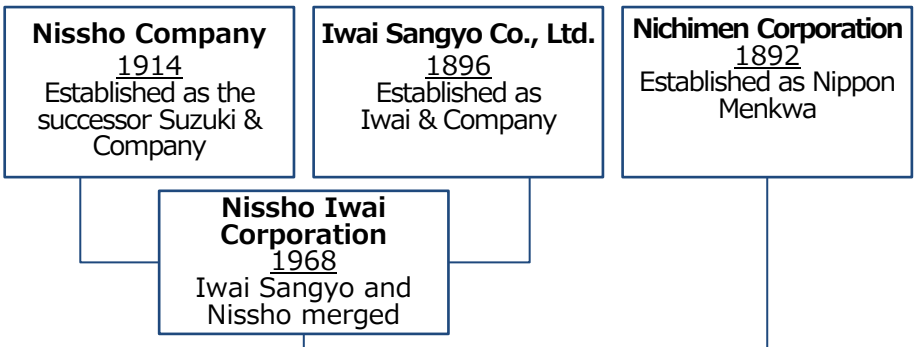 Nissho Company
1914
Established as the
successor Suzuki &
Company
Iwai Sangyo Co., Ltd.
1896
Established as
Iwai & Company
Nichimen Corporation
1892
Established as Nippon
Menkwa
Nissho Iwai
Corporation
1968
Iwai Sangyo and
Nissho merged